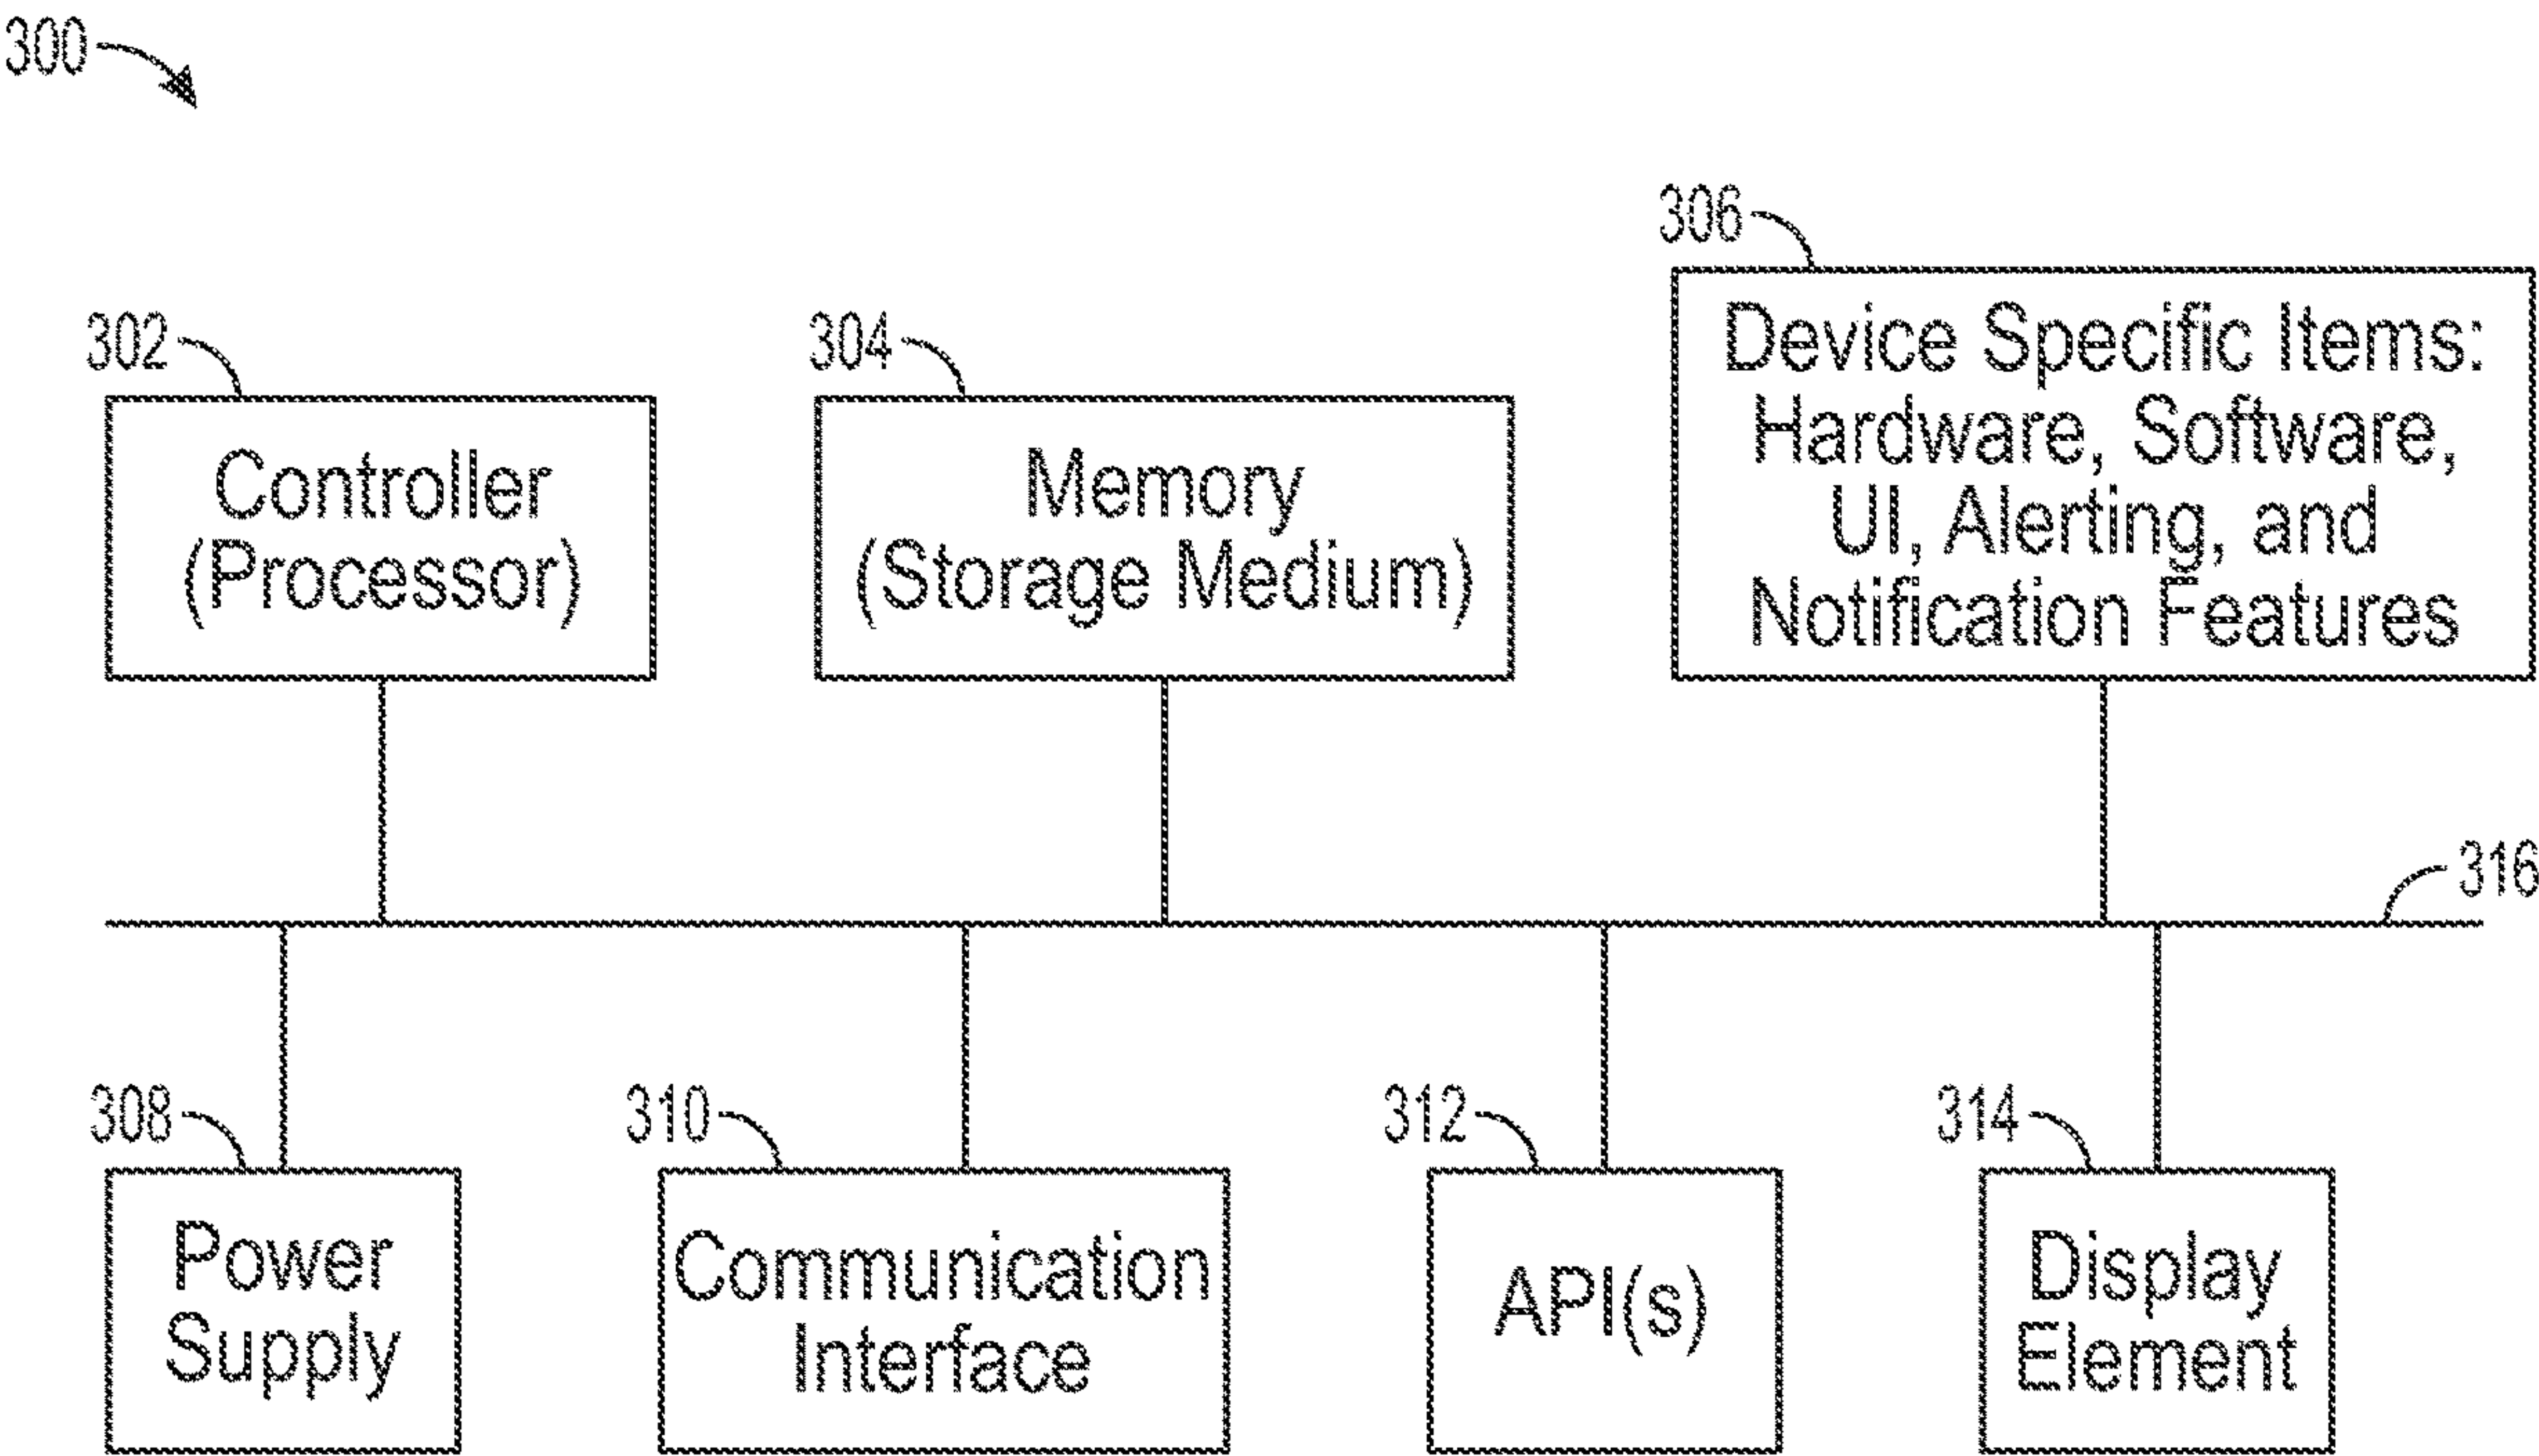 300
302
Controller
(Processor)
304
Memory
(Storage Medium)
306
Device Specific Items:
Hardware, Software,
UI, Alerting, and
Notification Features
316
308
Power
Supply
310
Communication
Interface
312
API(s)
314
Display
Element